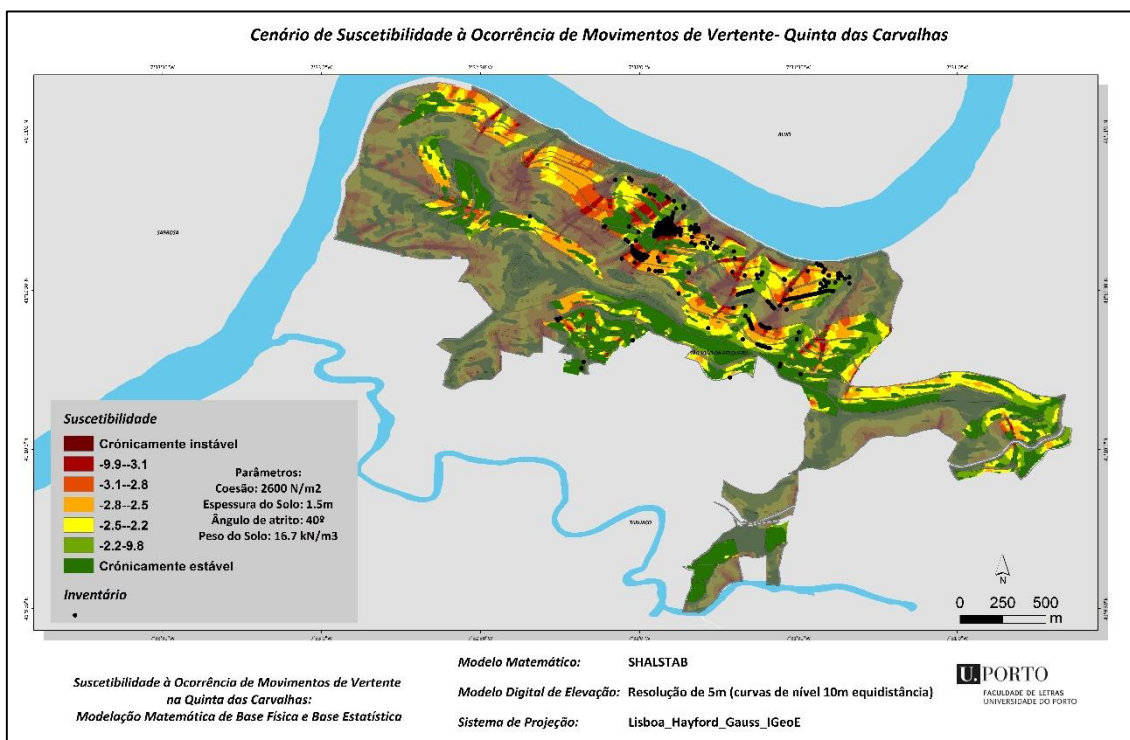 Cenário de Suscetibilidade à Ocorrência de Movimentos de Vertente- Quinta das Carvalhas
ALIJÓ
SABROSA
Suscetibilidade
Crónicamente instável
-9.9--3.1
-3.1--2.8
-2.8--2.5
-2.5--2.2
-2.2-9.8
Crónicamente estável
Parâmetros:
Coesão: 2600 N/m2
Espessura do Solo: 1.5m
Ângulo de atrito: 40º
Peso do Solo: 16.7 kN/m3
Inventário
TABUAÇO
N
0 250 500
m
Suscetibilidade à Ocorrência de Movimentos de Vertente
na Quinta das Carvalhas:
Modelação Matemática de Base Física e Base Estatística
Modelo Matemático: SHALSTAB
Modelo Digital de Elevação: Resolução de 5m (curvas de nível 10m equidistância)
Sistema de Projeção: Lisboa_Hayford_Gauss_IGeoE
U. PORTO
FACULDADE DE LETRAS
UNIVERSIDADE DO PORTO